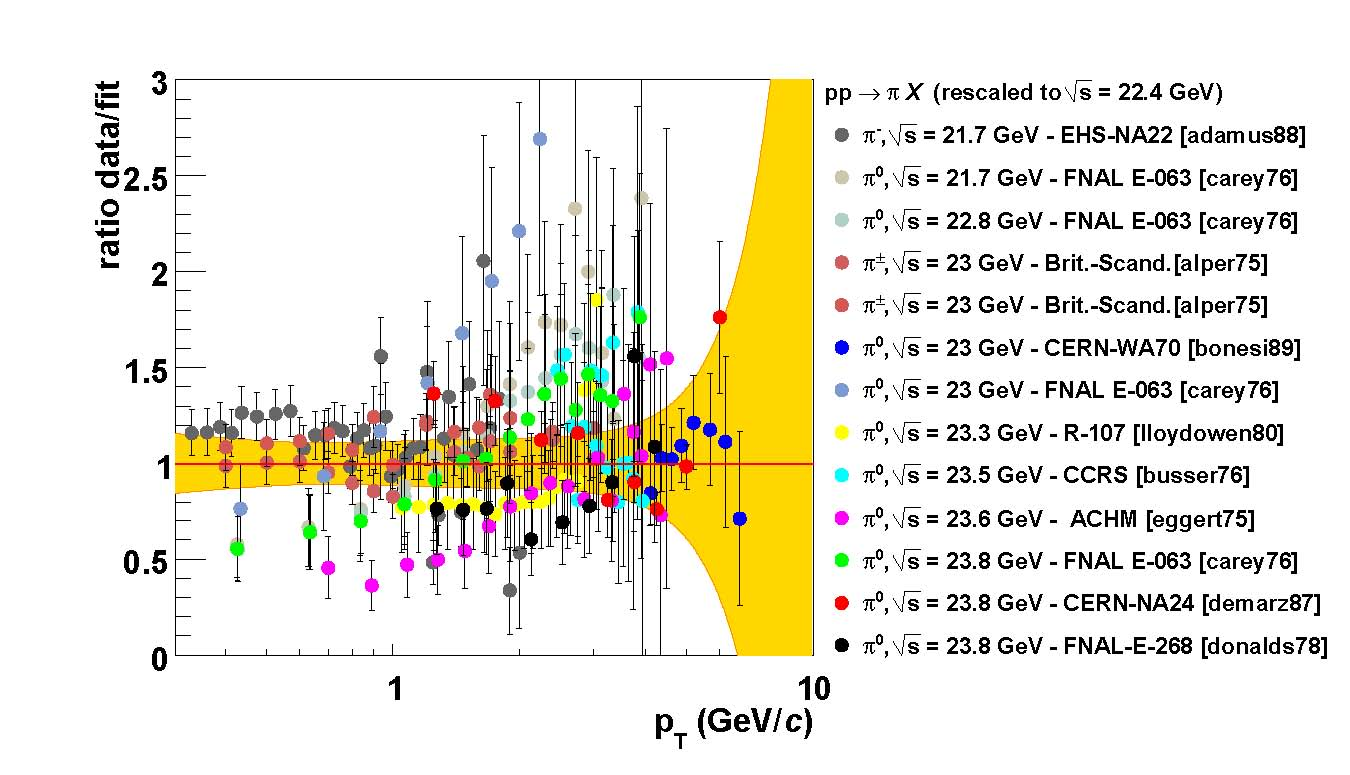 ratio data/fit
3
2.5
2
1.5
1
0.5
0
1
10
p_T (GeV/c)
pp → π X (rescaled to √s = 22.4 GeV)
π⁻, √s = 21.7 GeV - EHS-NA22 [adamus88]
π⁰, √s = 21.7 GeV - FNAL E-063 [carey76]
π⁰, √s = 22.8 GeV - FNAL E-063 [carey76]
π±, √s = 23 GeV - Brit.-Scand.[alper75]
π±, √s = 23 GeV - Brit.-Scand.[alper75]
π⁰, √s = 23 GeV - CERN-WA70 [bonesi89]
π⁰, √s = 23 GeV - FNAL E-063 [carey76]
π⁰, √s = 23.3 GeV - R-107 [lloydowen80]
π⁰, √s = 23.5 GeV - CCRS [busser76]
π⁰, √s = 23.6 GeV - ACHM [eggert75]
π⁰, √s = 23.8 GeV - FNAL E-063 [carey76]
π⁰, √s = 23.8 GeV - CERN-NA24 [demarz87]
π⁰, √s = 23.8 GeV - FNAL-E-268 [donalds78]